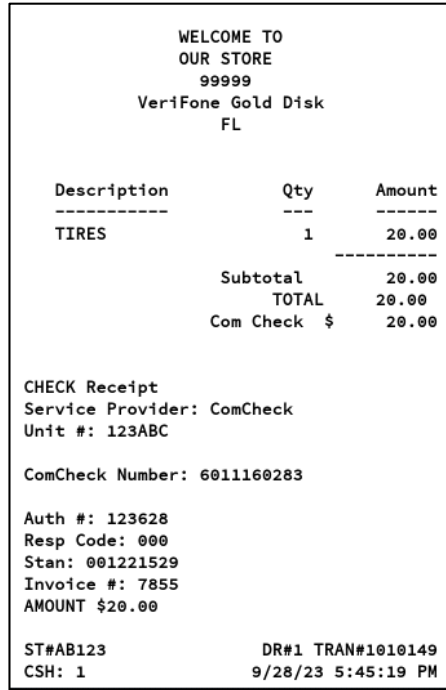 WELCOME TO
OUR STORE
99999
VeriFone Gold Disk
FL
Description Qty Amount
----------- --- ------
TIRES 1 20.00
----------
Subtotal 20.00
TOTAL 20.00
Com Check $ 20.00
CHECK Receipt
Service Provider: ComCheck
Unit #: 123ABC
ComCheck Number: 6011160283
Auth #: 123628
Resp Code: 000
Stan: 001221529
Invoice #: 7855
AMOUNT $20.00
ST#AB123 DR#1 TRAN#1010149
CSH: 1 9/28/23 5:45:19 PM